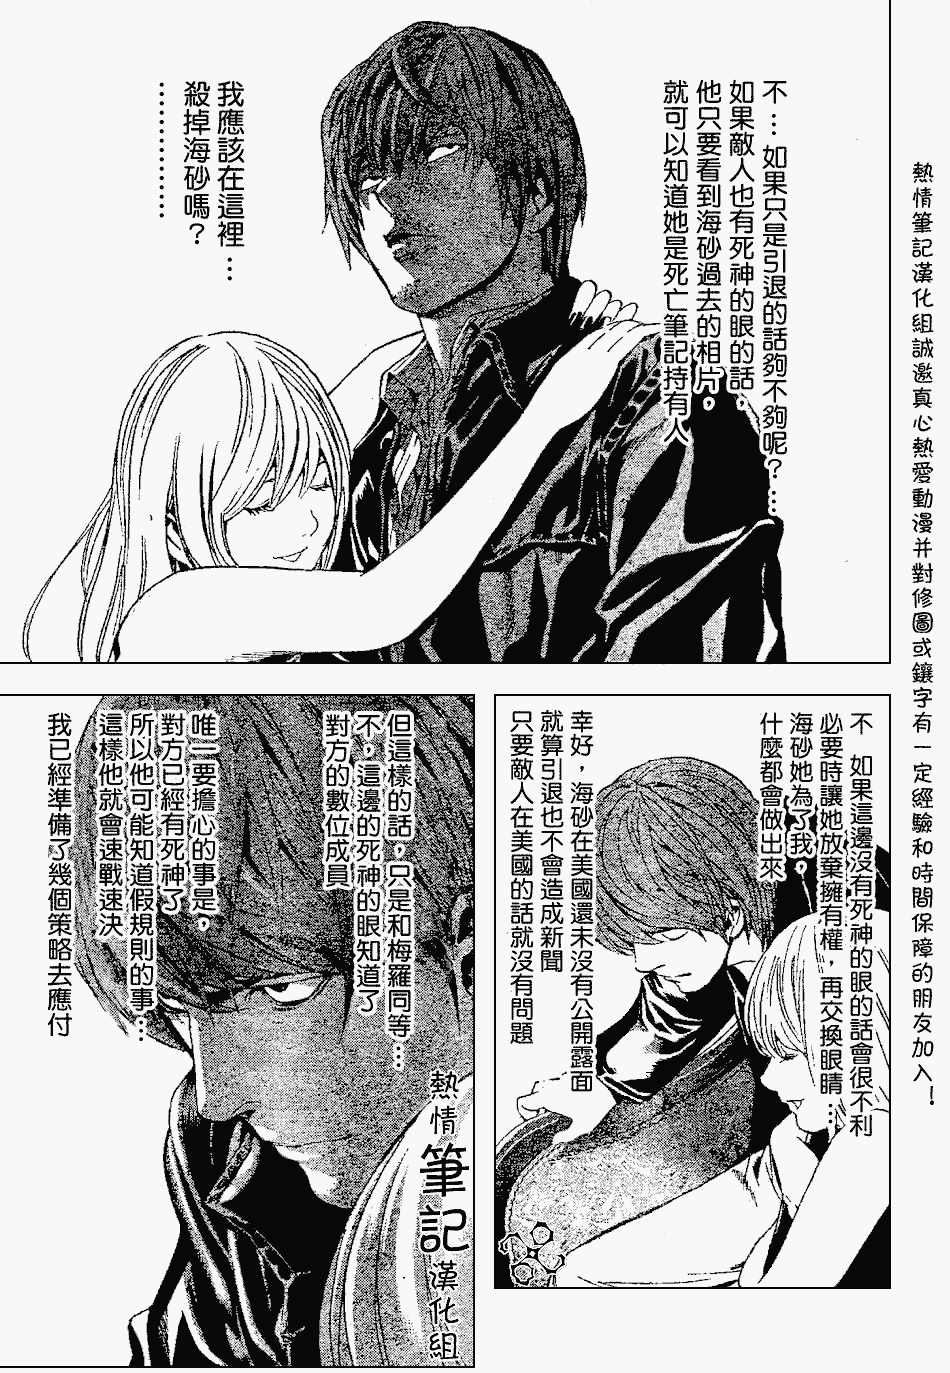 熱情筆記漢化組誠邀真心熱愛動漫并對修圖或鑲字有一定經驗和時間保障的朋友加入！
不…如果只是引退的話夠不夠呢？…
如果敵人也有死神的眼的話，
他只要看到海砂過去的相片，
就可以知道她是死亡筆記持有人
我應該在這裡…
殺掉海砂嗎？
……………
不 如果這邊沒有死神的眼的話會很不利
必要時讓她放棄擁有權，再交換眼睛…
海砂她為了我，
什麼都會做出來
幸好，海砂在美國還未沒有公開露面
就算引退也不會造成新聞
只要敵人在美國的話就沒有問題
但這樣的話，只是和梅羅同等…
不，這邊的死神的眼知道了
對方的數位成員
唯一要擔心的事是，
對方已經有死神了
所以他可能知道假規則的事…
這樣他就會速戰速決
我已經準備了幾個策略去應付
熱情筆記漢化組